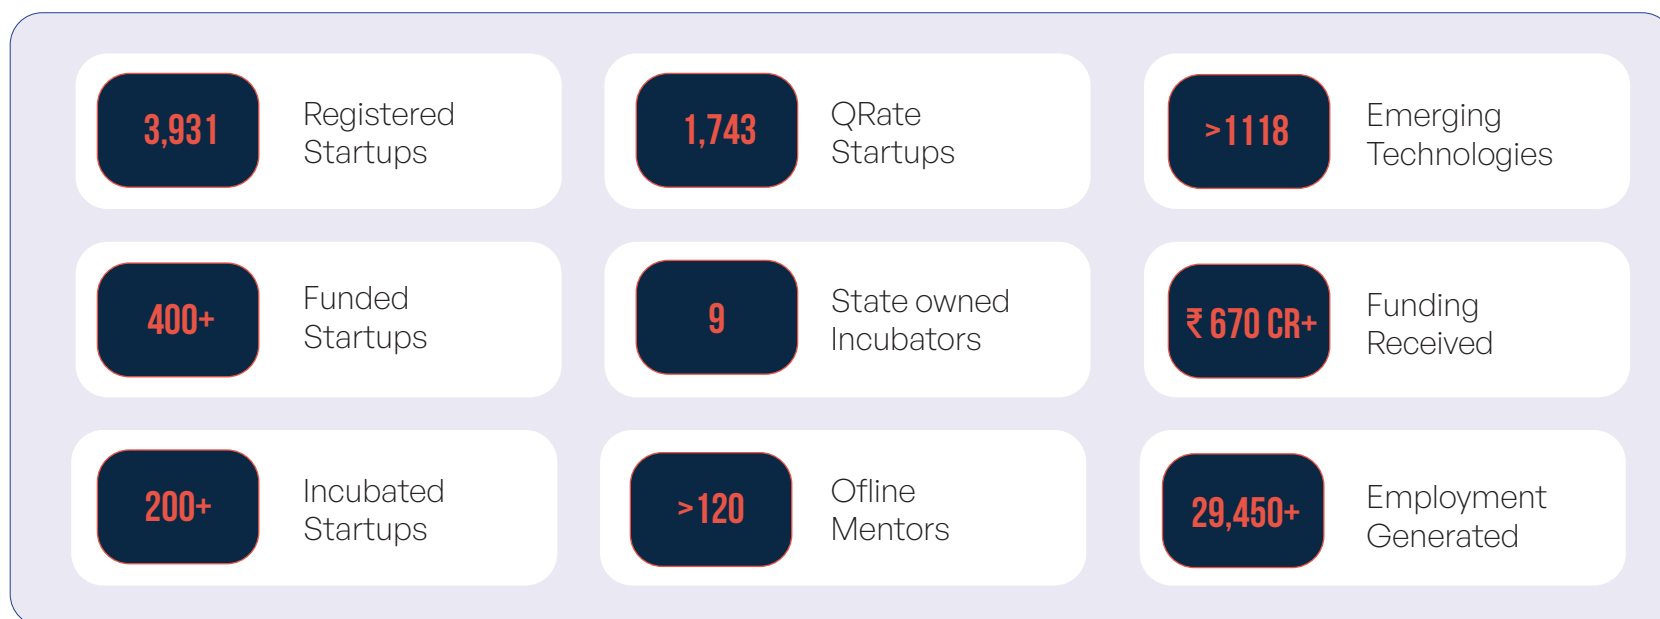 3,931
Registered
Startups
1,743
QRate
Startups
>1118
Emerging
Technologies
400+
Funded
Startups
9
State owned
Incubators
₹ 670 CR+
Funding
Received
200+
Incubated
Startups
>120
Ofline
Mentors
29,450+
Employment
Generated